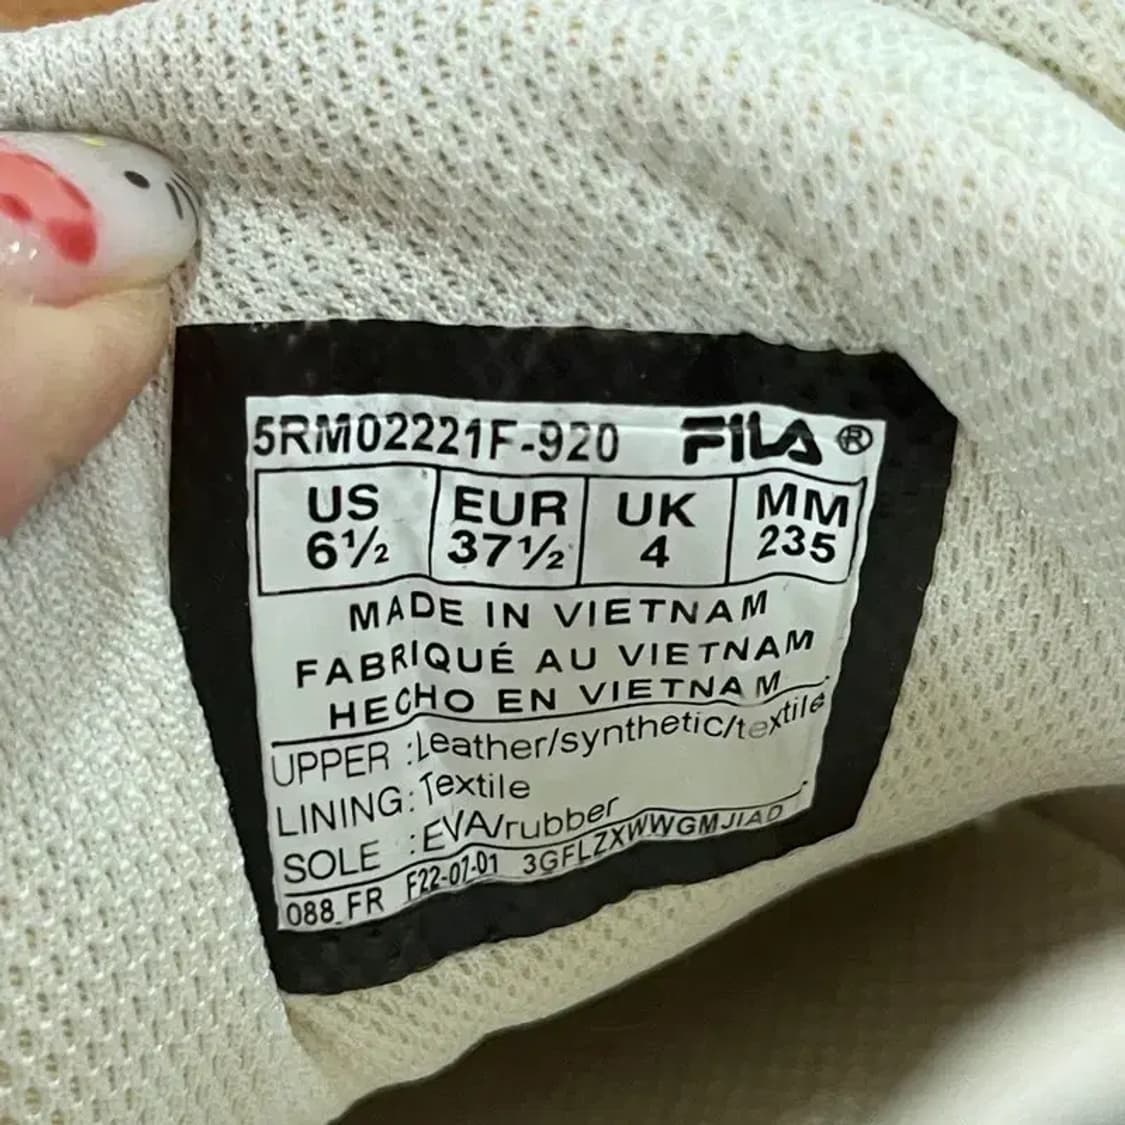 5RM02221F-920 FILA ®
US EUR UK MM
6½ 37½ 4 235
MADE IN VIETNAM
FABRIQUÉ AU VIETNAM
HECHO EN VIETNAM
UPPER :Leather/synthetic/textile
LINING:Textile
SOLE :EVA/rubber
088_FR F22-07-01 3GFLZXWWGMJIAD